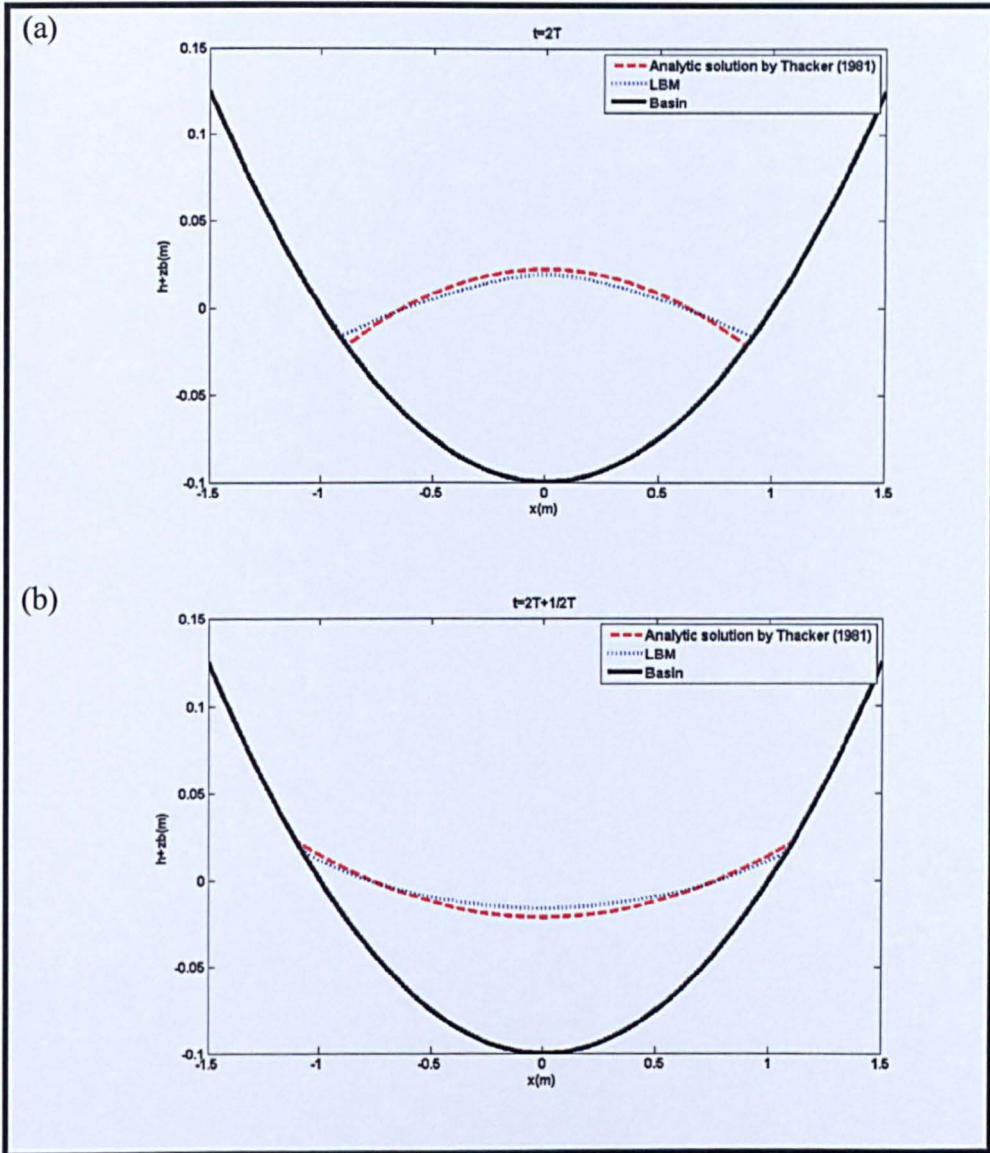 (a)
t=2T
0.15
0.1
0.05
0
-0.05
-0.1
h+zb(m)
Analytic solution by Thacker (1981)
LBM
Basin
-1.5
-1
-0.5
0
0.5
1
1.5
x(m)
(b)
t=2T+1/2T
0.15
0.1
0.05
0
-0.05
-0.1
h+zb(m)
Analytic solution by Thacker (1981)
LBM
Basin
-1.5
-1
-0.5
0
0.5
1
1.5
x(m)